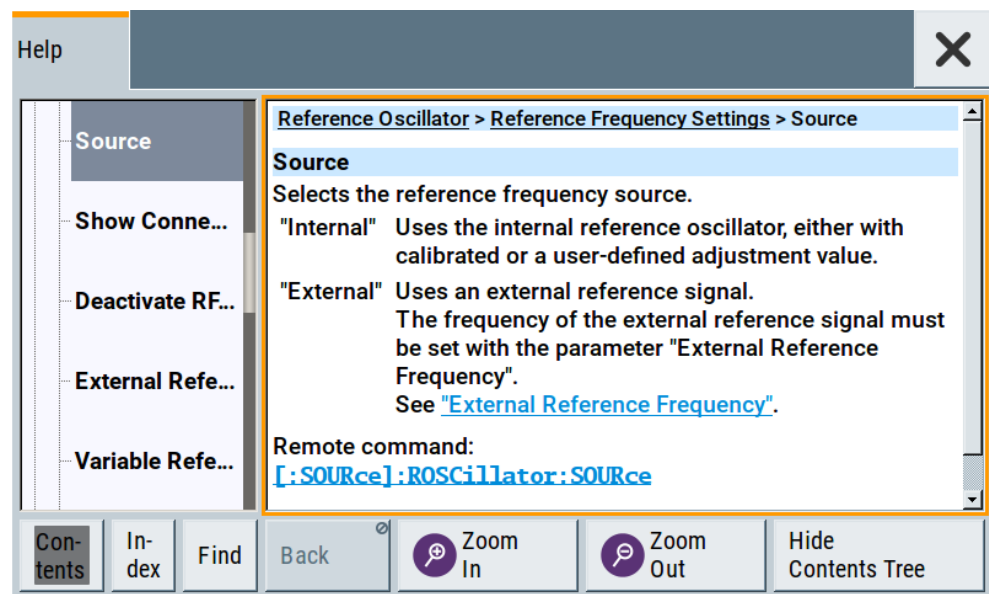 Help
Source
Show Conne...
Deactivate RF...
External Refe...
Variable Refe...
Reference Oscillator > Reference Frequency Settings > Source
Source
Selects the reference frequency source.
"Internal" Uses the internal reference oscillator, either with
calibrated or a user-defined adjustment value.
"External" Uses an external reference signal.
The frequency of the external reference signal must
be set with the parameter "External Reference
Frequency".
See "External Reference Frequency".
Remote command:
[:SOURce]:ROSCillator:SOURce
Con-
tents
In-
dex
Find
Back
Zoom
In
Zoom
Out
Hide
Contents Tree